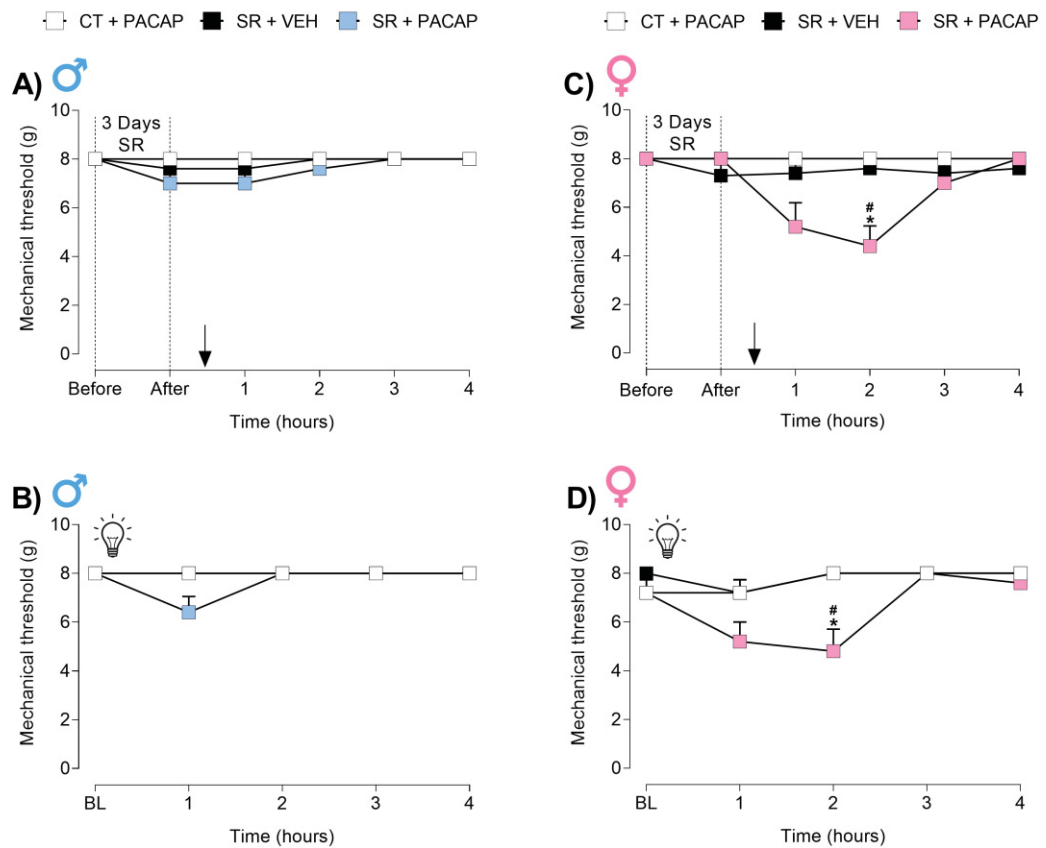 CT + PACAP SR + VEH SR + PACAP
A)
10
8
6
4
2
0
Mechanical threshold (g)
3 Days
SR
Before After 1 2 3 4
Time (hours)
B)
10
8
6
4
2
0
Mechanical threshold (g)
BL 1 2 3 4
Time (hours)
CT + PACAP SR + VEH SR + PACAP
C)
10
8
6
4
2
0
Mechanical threshold (g)
3 Days
SR
#
*
Before After 1 2 3 4
Time (hours)
D)
10
8
6
4
2
0
Mechanical threshold (g)
#
*
BL 1 2 3 4
Time (hours)